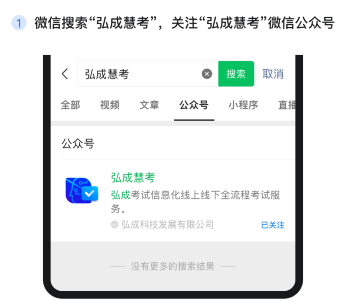 1 微信搜索“弘成慧考”，关注“弘成慧考”微信公众号
弘成慧考 搜索 取消
全部 视频 文章 公众号 小程序 直播
公众号
弘成慧考
弘成考试信息化线上线下全流程考试服
务。
弘成科技发展有限公司 已关注
没有更多的搜索结果